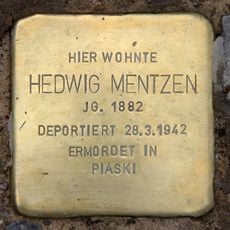 HIER WOHNTE
HEDWIG MENTZEN
JG. 1882
DEPORTIERT 28.3.1942
ERMORDET IN
PIASKI